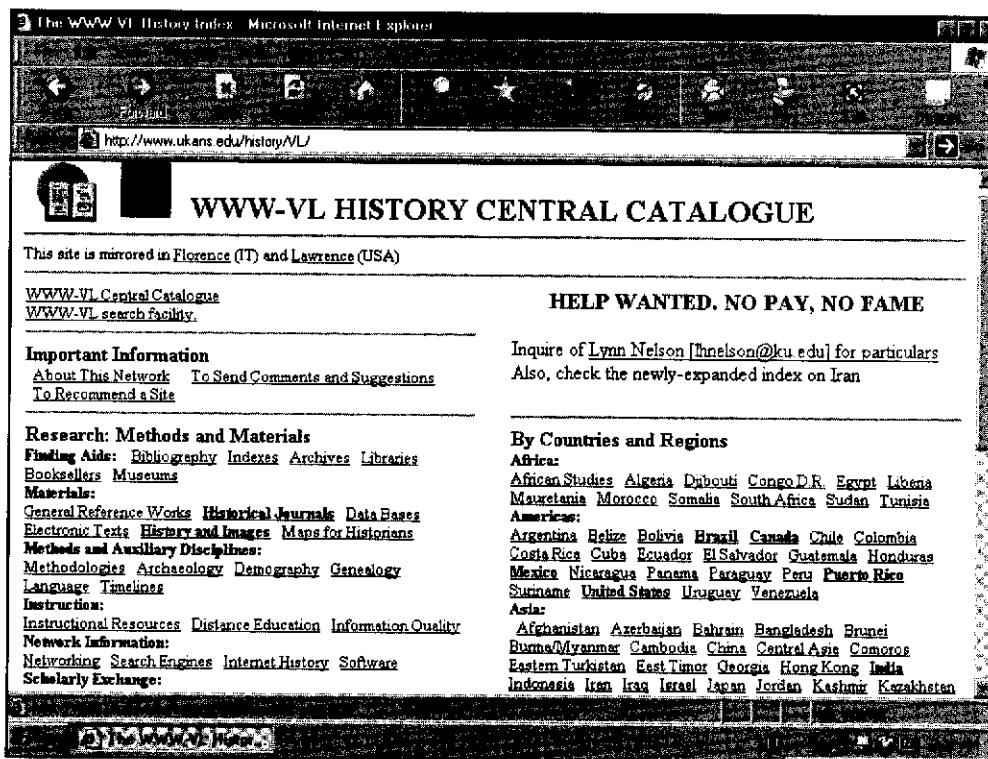 The WWW-VL History Index - Microsoft Internet Explorer
Forward
http://www.ukans.edu/history/VL/
WWW-VL HISTORY CENTRAL CATALOGUE
This site is mirrored in Florence (IT) and Lawrence (USA)
WWW-VL Central Catalogue
WWW-VL search facility.
Important Information
About This Network To Send Comments and Suggestions
To Recommend a Site
Research: Methods and Materials
Finding Aids: Bibliography Indexes Archives Libraries
Booksellers Museums
Materials:
General Reference Works Historical Journals Data Bases
Electronic Texts History and Images Maps for Historians
Methods and Auxiliary Disciplines:
Methodologies Archaeology Demography Genealogy
Language Timelines
Instruction:
Instructional Resources Distance Education Information Quality
Network Information:
Networking Search Engines Internet History Software
Scholarly Exchange:
HELP WANTED. NO PAY, NO FAME
Inquire of Lynn Nelson [lhnelson@ku.edu] for particulars
Also, check the newly-expanded index on Iran
By Countries and Regions
Africa:
African Studies Algeria Djibouti Congo D.R. Egypt Liberia
Mauretania Morocco Somalia South Africa Sudan Tunisia
Americas:
Argentina Belize Bolivia Brazil Canada Chile Colombia
Costa Rica Cuba Ecuador El Salvador Guatemala Honduras
Mexico Nicaragua Panama Paraguay Peru Puerto Rico
Suriname United States Uruguay Venezuela
Asia:
Afghanistan Azerbaijan Bahrain Bangladesh Brunei
Burma/Myanmar Cambodia China Central Asia Comoros
Eastern Turkistan East Timor Georgia Hong Kong India
Indonesia Iran Iraq Israel Japan Jordan Kashmir Kazakhstan
The WWW-VL Histor...